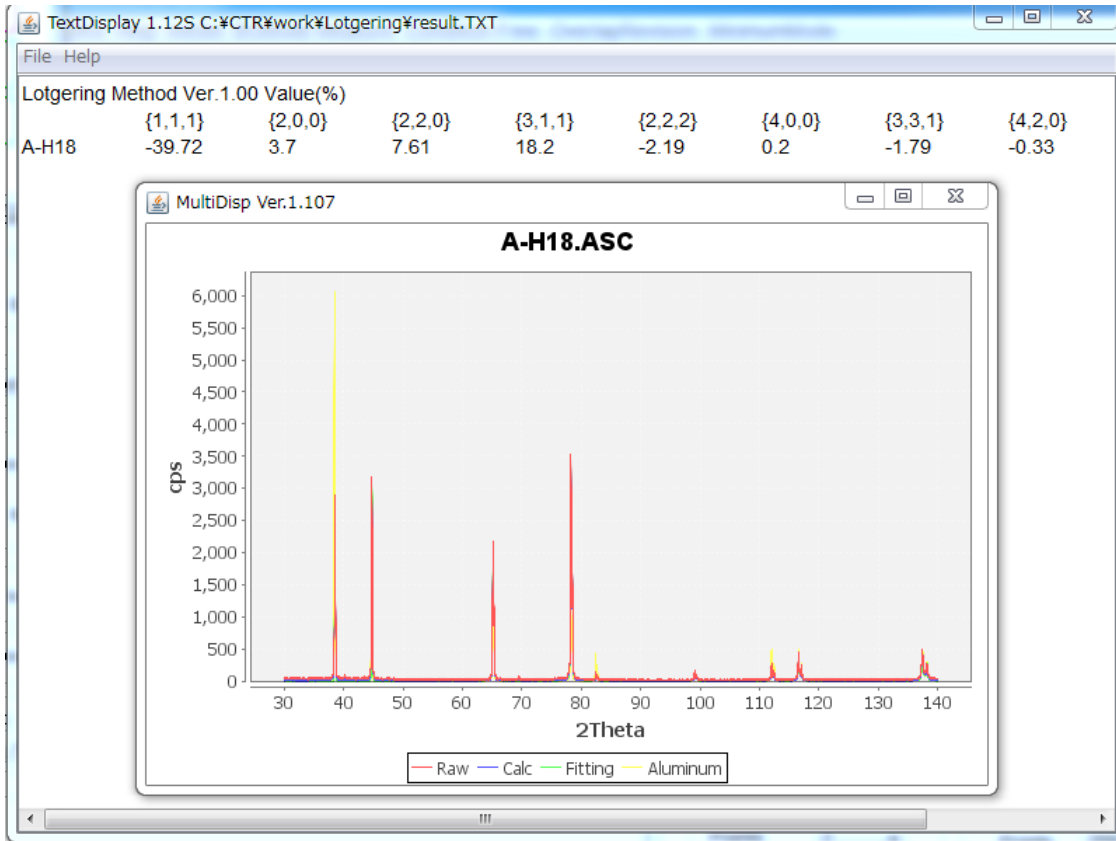 TextDisplay 1.12S C:¥CTR¥work¥Lotgering¥result.TXT
File Help
Lotgering Method Ver.1.00 Value(%)
{1,1,1} {2,0,0} {2,2,0} {3,1,1} {2,2,2} {4,0,0} {3,3,1} {4,2,0}
A-H18 -39.72 3.7 7.61 18.2 -2.19 0.2 -1.79 -0.33
MultiDisp Ver.1.107
A-H18.ASC
6,000
5,500
5,000
4,500
4,000
3,500
3,000
2,500
2,000
1,500
1,000
500
0
cps
30 40 50 60 70 80 90 100 110 120 130 140
2Theta
Raw Calc Fitting Aluminum